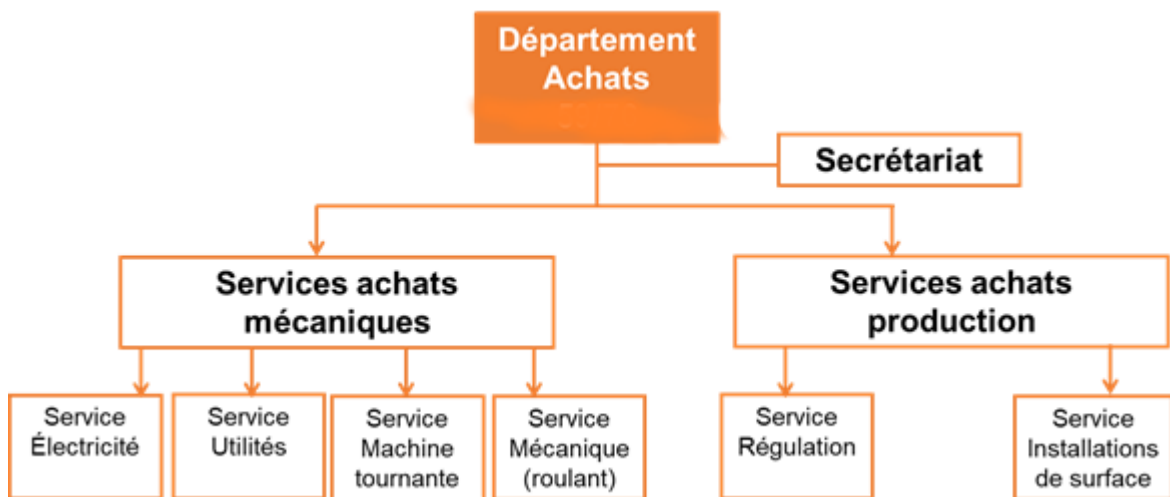 Département
Achats
Secrétariat
Services achats
mécaniques
Services achats
production
Service
Électricité
Service
Utilités
Service
Machine
tournante
Service
Mécanique
(roulant)
Service
Régulation
Service
Installations
de surface